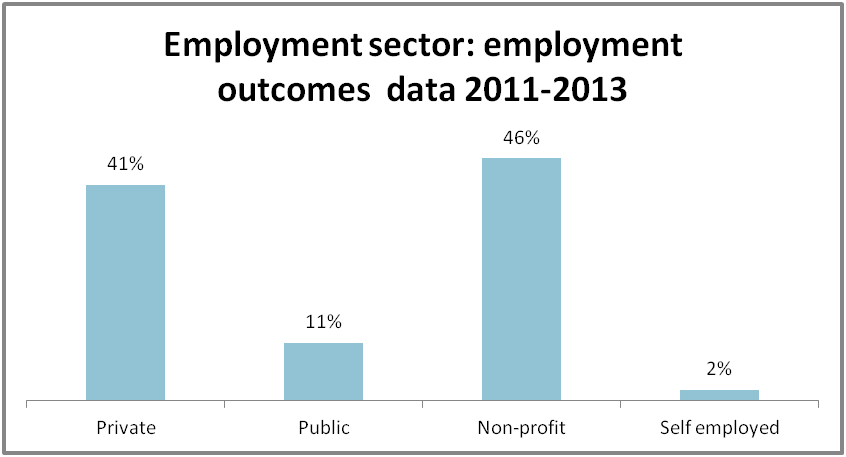 Employment sector: employment
outcomes data 2011-2013
41%
11%
46%
2%
Private
Public
Non-profit
Self employed